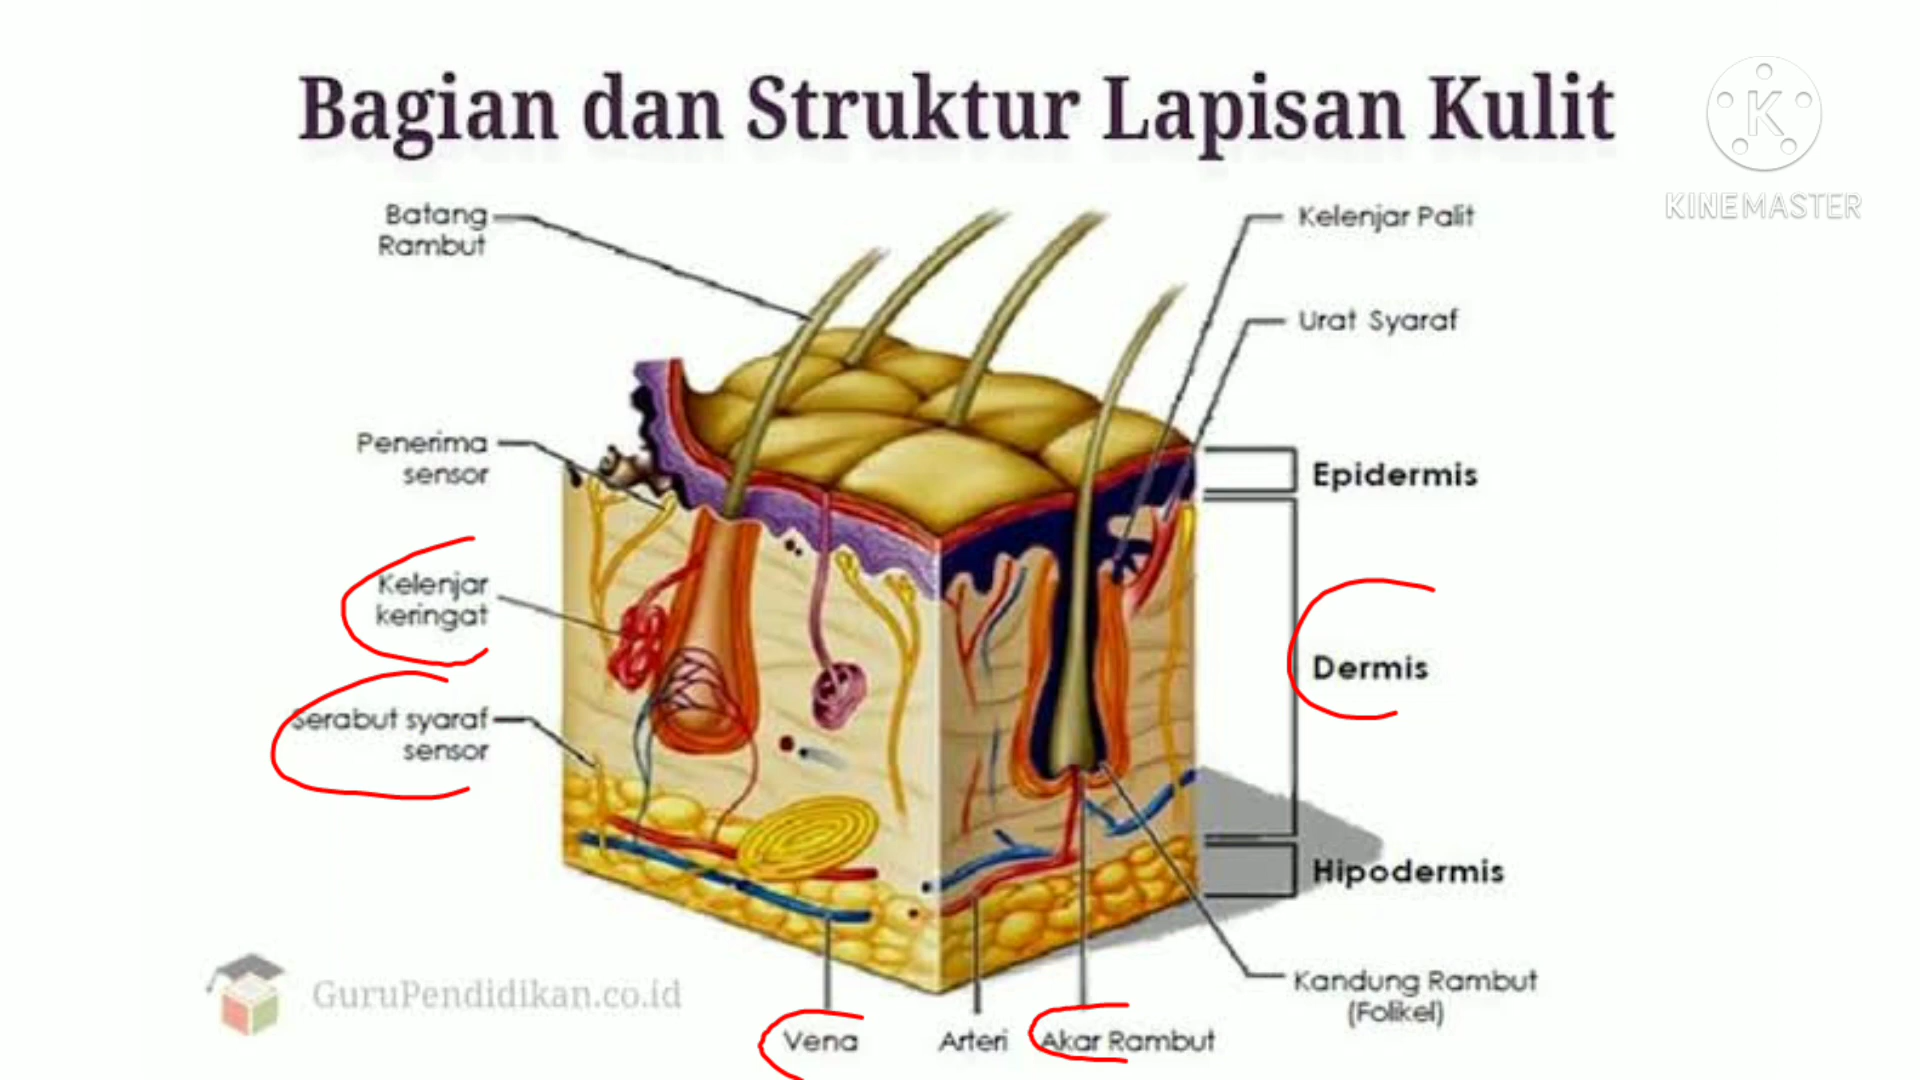 Bagian dan Struktur Lapisan Kulit
K
KINEMASTER
Batang
Rambut
Kelenjar Palit
Urat Syaraf
Penerima
sensor
Epidermis
Kelenjar
keringat
Dermis
Serabut syaraf
sensor
Hipodermis
Kandung Rambut
(Folikel)
GuruPendidikan.co.id
Vena
Arteri
Akar Rambut